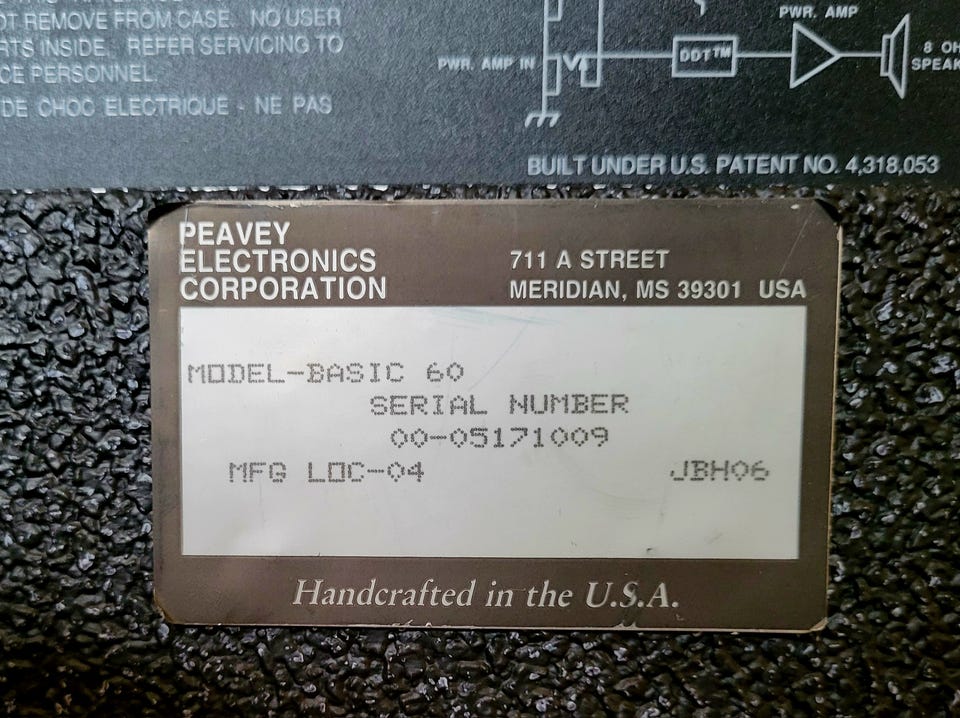 NOT REMOVE FROM CASE. NO USER
RTS INSIDE. REFER SERVICING TO
CE PERSONNEL.
DE CHOC ELECTRIQUE - NE PAS
PWR. AMP
PWR. AMP IN
DDT™
8 OH
SPEAK
BUILT UNDER U.S. PATENT NO. 4,318,053
PEAVEY
ELECTRONICS
CORPORATION
711 A STREET
MERIDIAN, MS 39301 USA
MODEL-BASIC 60
SERIAL NUMBER
00-05171009
MFG LOC-04 JBH06
Handcrafted in the U.S.A.